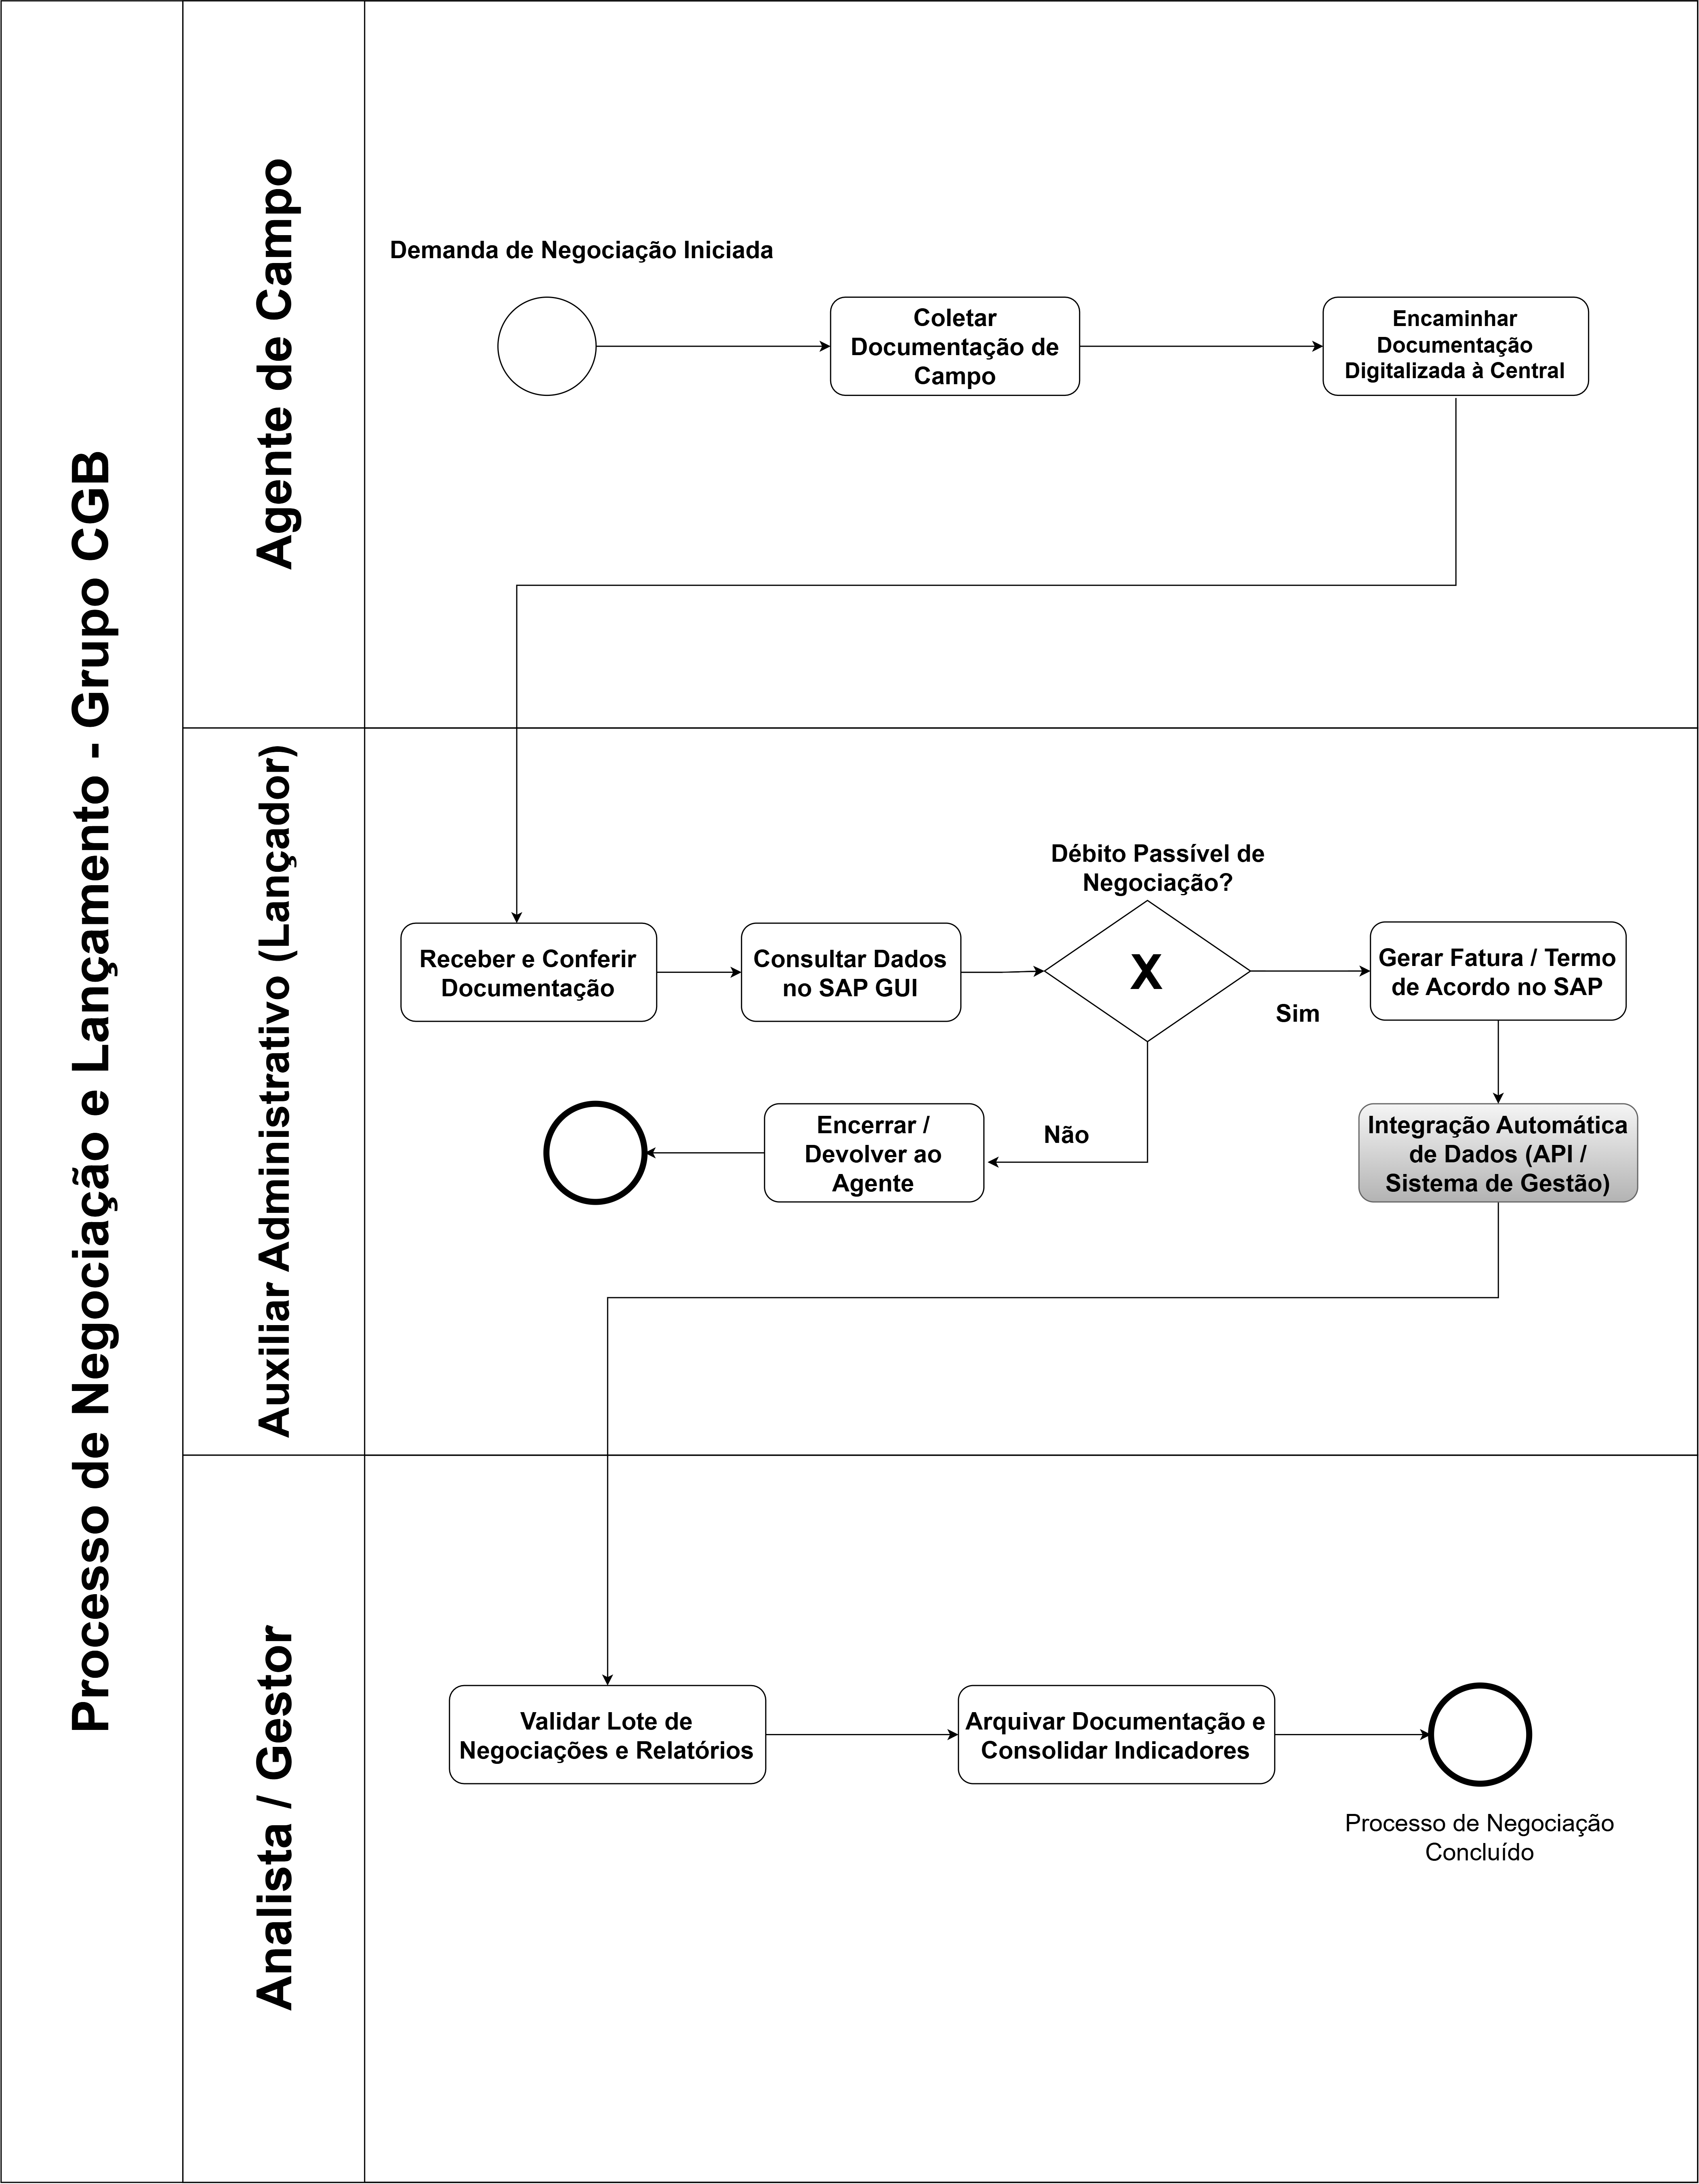 Processo de Negociação e Lançamento - Grupo CGB
Agente de Campo
Demanda de Negociação Iniciada
Coletar
Documentação de
Campo
Encaminhar
Documentação
Digitalizada à Central
Auxiliar Administrativo (Lançador)
Receber e Conferir
Documentação
Consultar Dados
no SAP GUI
Débito Passível de
Negociação?
X
Sim
Gerar Fatura / Termo
de Acordo no SAP
Não
Encerrar /
Devolver ao
Agente
Integração Automática
de Dados (API /
Sistema de Gestão)
Analista / Gestor
Validar Lote de
Negociações e Relatórios
Arquivar Documentação e
Consolidar Indicadores
Processo de Negociação
Concluído